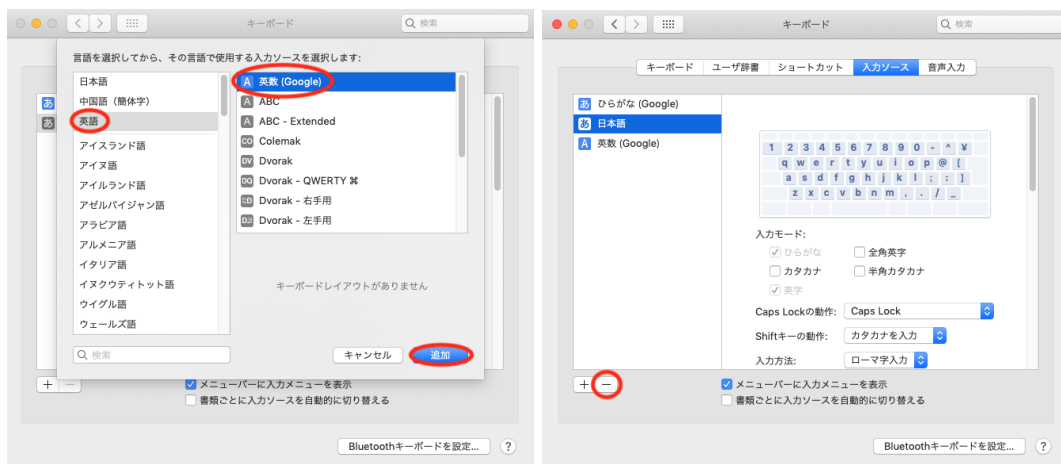 キーボード
検索
言語を選択してから、その言語で使用する入力ソースを選択します:
日本語
中国語（簡体字）
英語
アイスランド語
アイヌ語
アイルランド語
アゼルバイジャン語
アラビア語
アルメニア語
イタリア語
イヌクウティトット語
ウイグル語
ウェールズ語
A 英数 (Google)
A ABC
A ABC - Extended
CO Colemak
DV Dvorak
DQ Dvorak - QWERTY ⌘
Dvorak - 右手用
Dvorak - 左手用
キーボードレイアウトがありません
検索
キャンセル
追加
あ
あ
+ −
メニューバーに入力メニューを表示
書類ごとに入力ソースを自動的に切り替える
Bluetoothキーボードを設定... ?
キーボード
検索
キーボード ユーザ辞書 ショートカット 入力ソース 音声入力
あ ひらがな (Google)
あ 日本語
A 英数 (Google)
1 2 3 4 5 6 7 8 9 0 - ^ ¥
q w e r t y u i o p @ [
a s d f g h j k l ; : ]
z x c v b n m , . / _
入力モード:
ひらがな 全角英字
カタカナ 半角カタカナ
英字
Caps Lockの動作: Caps Lock
Shiftキーの動作: カタカナを入力
入力方法: ローマ字入力
+ −
メニューバーに入力メニューを表示
書類ごとに入力ソースを自動的に切り替える
Bluetoothキーボードを設定... ?